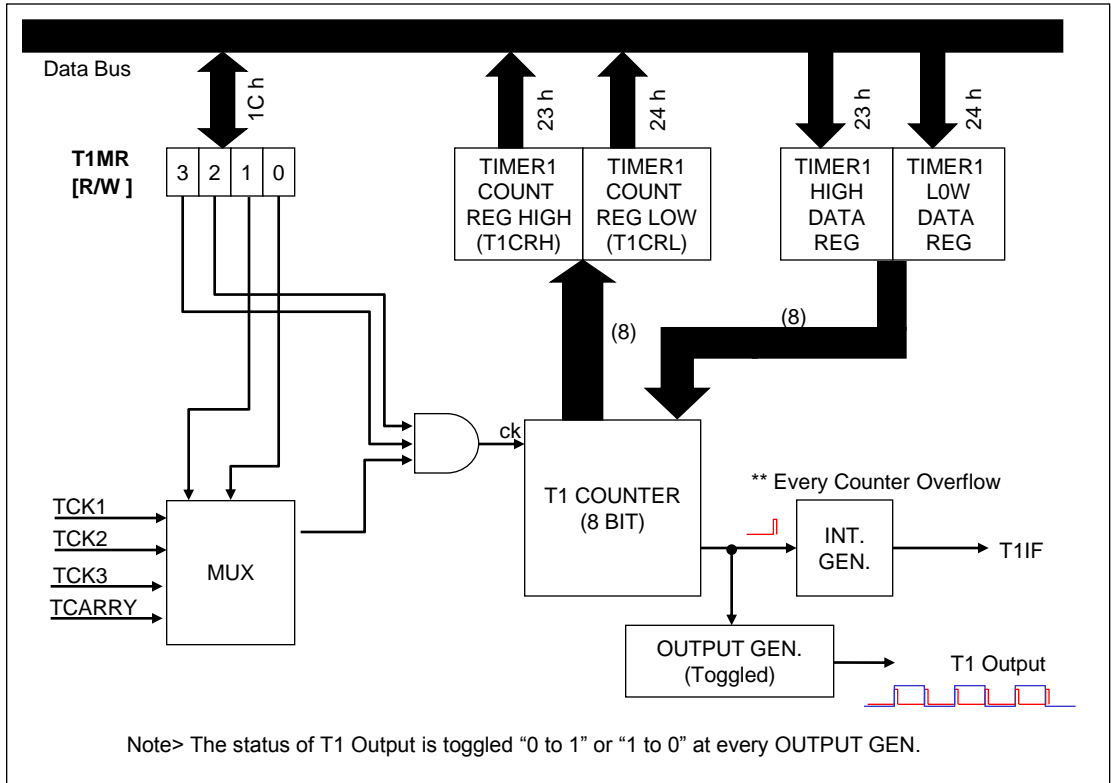 Data Bus
1C h
23 h
24 h
23 h
24 h
T1MR
[R/W ]
3 2 1 0
TIMER1
COUNT
REG HIGH
(T1CRH)
TIMER1
COUNT
REG LOW
(T1CRL)
TIMER1
HIGH
DATA
REG
TIMER1
L0W
DATA
REG
(8)
(8)
ck
T1 COUNTER
(8 BIT)
** Every Counter Overflow
TCK1
TCK2
TCK3
TCARRY
MUX
INT.
GEN.
T1IF
OUTPUT GEN.
(Toggled)
T1 Output
Note> The status of T1 Output is toggled “0 to 1” or “1 to 0” at every OUTPUT GEN.